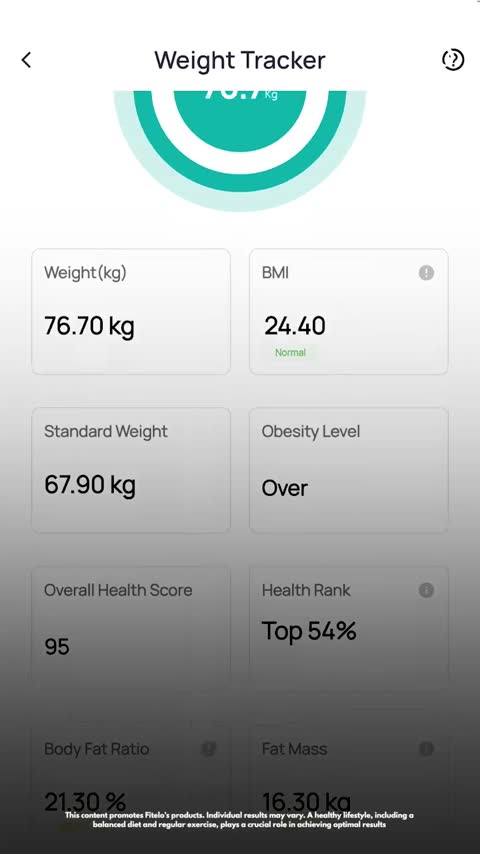 Weight Tracker
76.7 Kg
Weight(kg)
BMI
76.70 kg
24.40
Normal
Standard Weight
Obesity Level
67.90 kg
Over
Overall Health Score
Health Rank
95
Top 54%
Body Fat Ratio
Fat Mass
21.30 %
16.30 kg
This content promotes Fitelo's products. Individual results may vary. A healthy lifestyle, including a
balanced diet and regular exercise, plays a crucial role in achieving optimal results